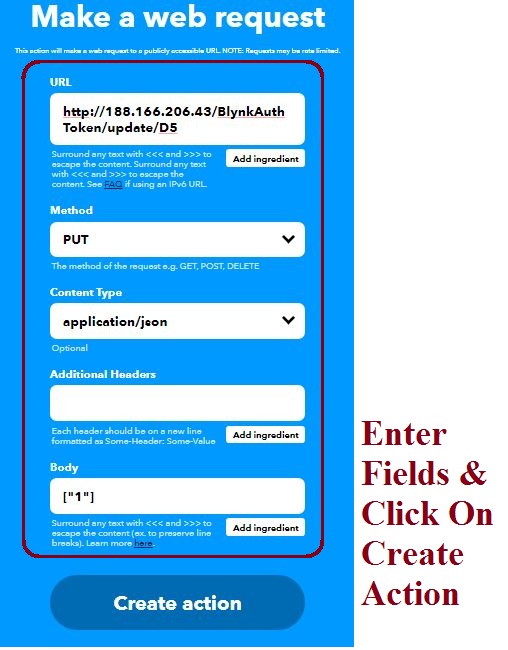 Make a web request
This action will make a web request to a publicly accessible URL. NOTE: Requests may be rate limited.
URL
http://188.166.206.43/BlynkAuth
Token/update/D5
Surround any text with <<< and >>> to
escape the content. Surround any text
with <<< and >>> to escape the
content. See FAQ if using an IPv6 URL.
Add ingredient
Method
PUT
The method of the request e.g. GET, POST, DELETE
Content Type
application/json
Optional
Additional Headers
Each header should be on a new line
formatted as Some-Header: Some-Value
Add ingredient
Body
["1"]
Surround any text with <<< and >>> to
escape the content (ex. to preserve line
breaks). Learn more here.
Add ingredient
Create action
Enter
Fields &
Click On
Create
Action